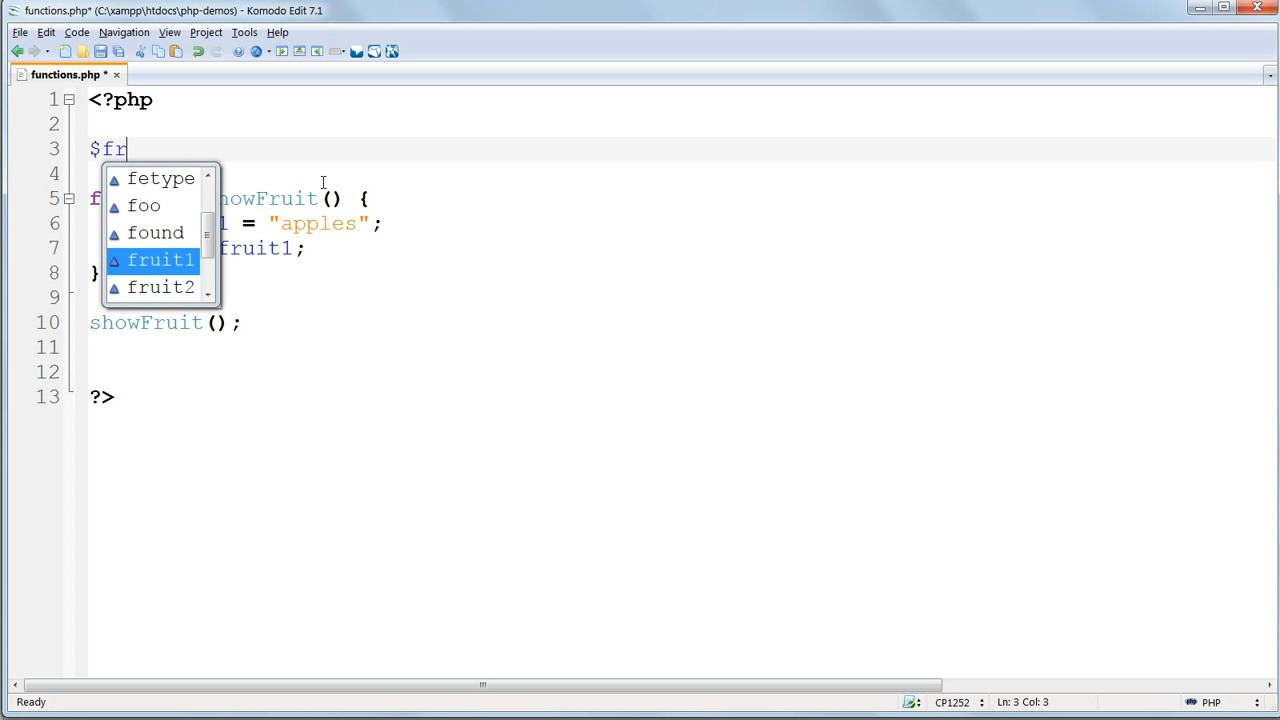 functions.php* (C:\xampp\htdocs\php-demos) - Komodo Edit 7.1
File Edit Code Navigation View Project Tools Help
functions.php *
1 <?php
2
3 $fr
4
fetype
foo
found
fruit1
fruit2
5 f howFruit() {
6 1 = "apples";
7 fruit1;
8 }
9
10 showFruit();
11
12
13 ?>
Ready CP1252 Ln: 3 Col: 3 PHP